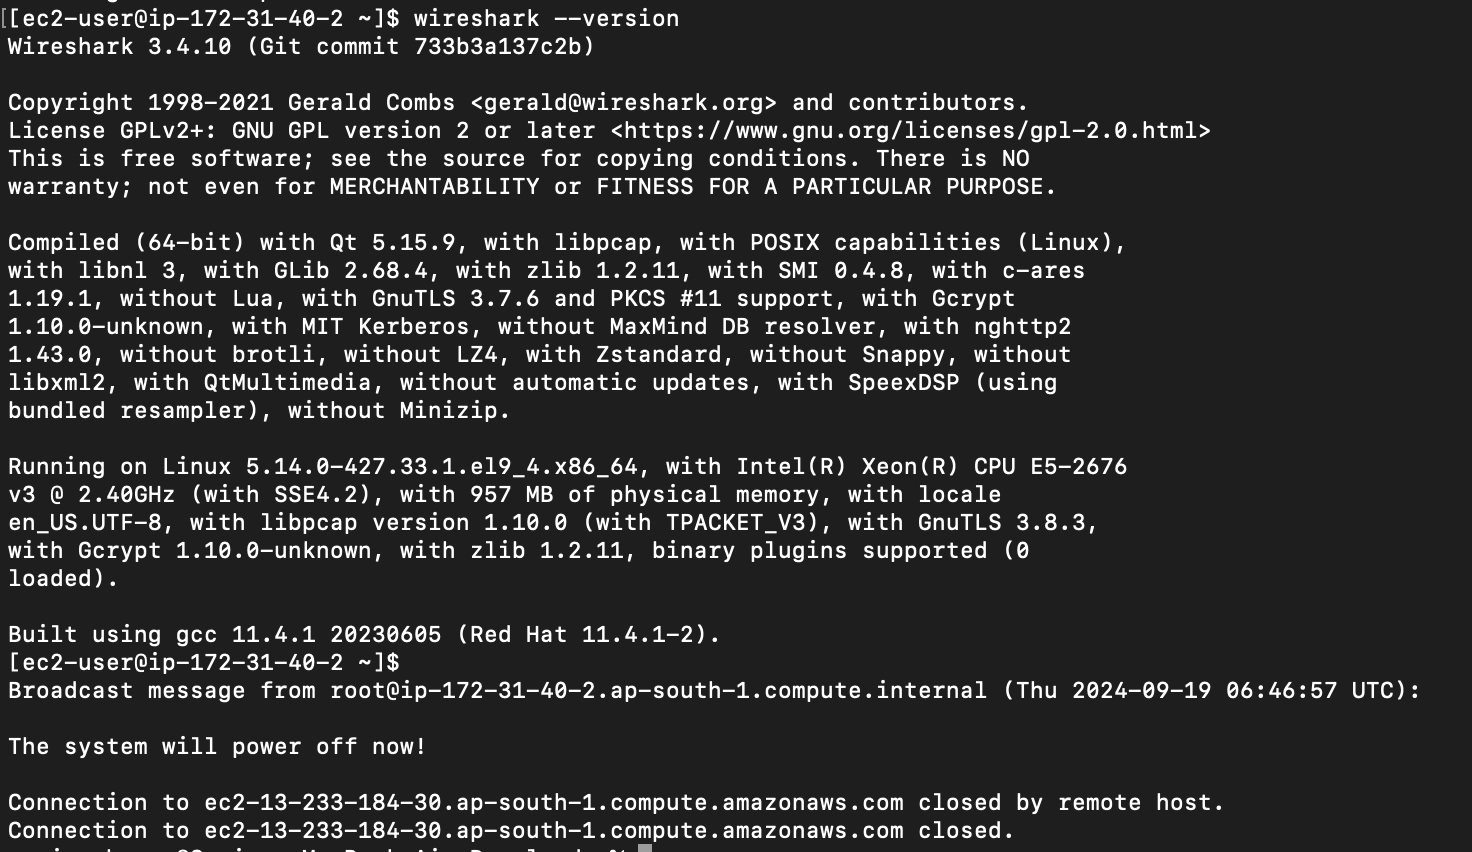 [[ec2-user@ip-172-31-40-2 ~]$ wireshark --version
Wireshark 3.4.10 (Git commit 733b3a137c2b)
Copyright 1998-2021 Gerald Combs <gerald@wireshark.org> and contributors.
License GPLv2+: GNU GPL version 2 or later <https://www.gnu.org/licenses/gpl-2.0.html>
This is free software; see the source for copying conditions. There is NO
warranty; not even for MERCHANTABILITY or FITNESS FOR A PARTICULAR PURPOSE.
Compiled (64-bit) with Qt 5.15.9, with libpcap, with POSIX capabilities (Linux),
with libnl 3, with GLib 2.68.4, with zlib 1.2.11, with SMI 0.4.8, with c-ares
1.19.1, without Lua, with GnuTLS 3.7.6 and PKCS #11 support, with Gcrypt
1.10.0-unknown, with MIT Kerberos, without MaxMind DB resolver, with nghttp2
1.43.0, without brotli, without LZ4, with Zstandard, without Snappy, without
libxml2, with QtMultimedia, without automatic updates, with SpeexDSP (using
bundled resampler), without Minizip.
Running on Linux 5.14.0-427.33.1.el9_4.x86_64, with Intel(R) Xeon(R) CPU E5-2676
v3 @ 2.40GHz (with SSE4.2), with 957 MB of physical memory, with locale
en_US.UTF-8, with libpcap version 1.10.0 (with TPACKET_V3), with GnuTLS 3.8.3,
with Gcrypt 1.10.0-unknown, with zlib 1.2.11, binary plugins supported (0
loaded).
Built using gcc 11.4.1 20230605 (Red Hat 11.4.1-2).
[ec2-user@ip-172-31-40-2 ~]$
Broadcast message from root@ip-172-31-40-2.ap-south-1.compute.internal (Thu 2024-09-19 06:46:57 UTC):
The system will power off now!
Connection to ec2-13-233-184-30.ap-south-1.compute.amazonaws.com closed by remote host.
Connection to ec2-13-233-184-30.ap-south-1.compute.amazonaws.com closed.